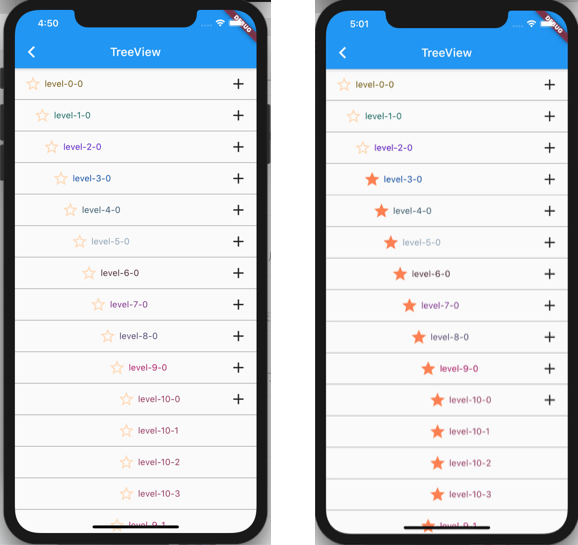 4:50
DEBUG
TreeView
level-0-0
level-1-0
level-2-0
level-3-0
level-4-0
level-5-0
level-6-0
level-7-0
level-8-0
level-9-0
level-10-0
level-10-1
level-10-2
level-10-3
level-9-1
5:01
DEBUG
TreeView
level-0-0
level-1-0
level-2-0
level-3-0
level-4-0
level-5-0
level-6-0
level-7-0
level-8-0
level-9-0
level-10-0
level-10-1
level-10-2
level-10-3
level-9-1